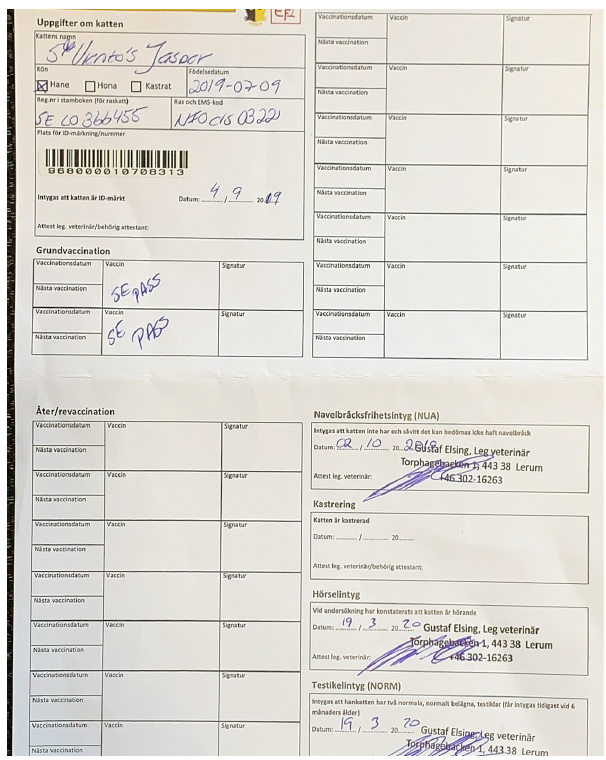 Uppgifter om katten
Kattens namn
S* Uknto's Jasper
Kön
Födelsedatum
Hane Hona Kastrat 2019-07-09
Reg.nr i stamboken (för raskatt) Ras och EMS-kod
SE LO 366455 NFO
Plats för ID-märkning/nummer
968000010708313
Intygas att katten är ID-märkt Datum: 4 / 9 2019
Attest leg. veterinär/behörig attestant:
Grundvaccination
Vaccinationsdatum Vaccin Signatur
SE PASS
Nästa vaccination
Vaccinationsdatum Vaccin Signatur
SE PASS
Nästa vaccination
Vaccinationsdatum Vaccin Signatur
Nästa vaccination
Vaccinationsdatum Vaccin Signatur
Nästa vaccination
Vaccinationsdatum Vaccin Signatur
Nästa vaccination
Vaccinationsdatum Vaccin Signatur
Nästa vaccination
Vaccinationsdatum Vaccin Signatur
Nästa vaccination
Vaccinationsdatum Vaccin Signatur
Nästa vaccination
Vaccinationsdatum Vaccin Signatur
Nästa vaccination
Åter/revaccination
Vaccinationsdatum Vaccin Signatur
Nästa vaccination
Vaccinationsdatum Vaccin Signatur
Nästa vaccination
Vaccinationsdatum Vaccin Signatur
Nästa vaccination
Vaccinationsdatum Vaccin Signatur
Nästa vaccination
Vaccinationsdatum Vaccin Signatur
Nästa vaccination
Vaccinationsdatum Vaccin Signatur
Nästa vaccination
Vaccinationsdatum Vaccin Signatur
Nästa vaccination
Navelbråcksfrihetsintyg (NUA)
Intygas att katten inte har och såvitt det kan bedömas icke haft navelbråck
Datum: 02 / 10 20 Gustaf Elsing, Leg veterinär
Torphagebacken 1, 443 38 Lerum
Attest leg. veterinär: +46 302-16263
Kastrering
Katten är kastrerad
Datum: / 20
Attest leg. veterinär/behörig attestant:
Hörselintyg
Vid undersökning har konstaterats att katten är hörande
Datum: 19 / 3 20 20 Gustaf Elsing, Leg veterinär
Torphagebacken 1, 443 38 Lerum
Attest leg. veterinär: +46 302-16263
Testikelintyg (NORM)
Intygas att hankatten har två normala, normalt belägna, testiklar (får intygas tidigast vid 6
månaders ålder)
Datum: 19 / 3 20 20 Gustaf Elsing, Leg veterinär
Torphagebacken 1, 443 38 Lerum